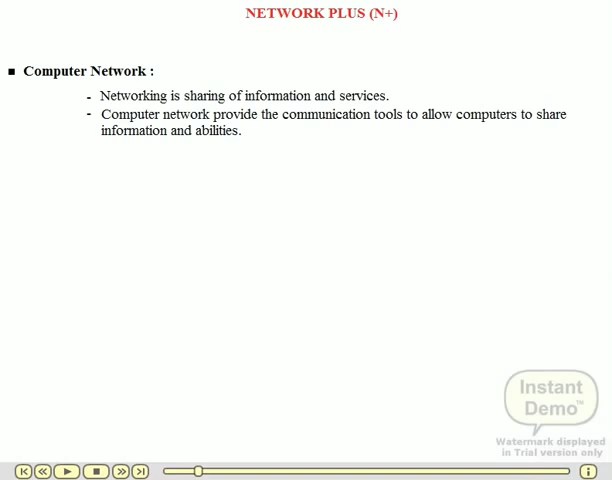 NETWORK PLUS (N+)
■ Computer Network :
- Networking is sharing of information and services.
- Computer network provide the communication tools to allow computers to share
information and abilities.
Instant
Demo™
Watermark displayed
in Trial version only